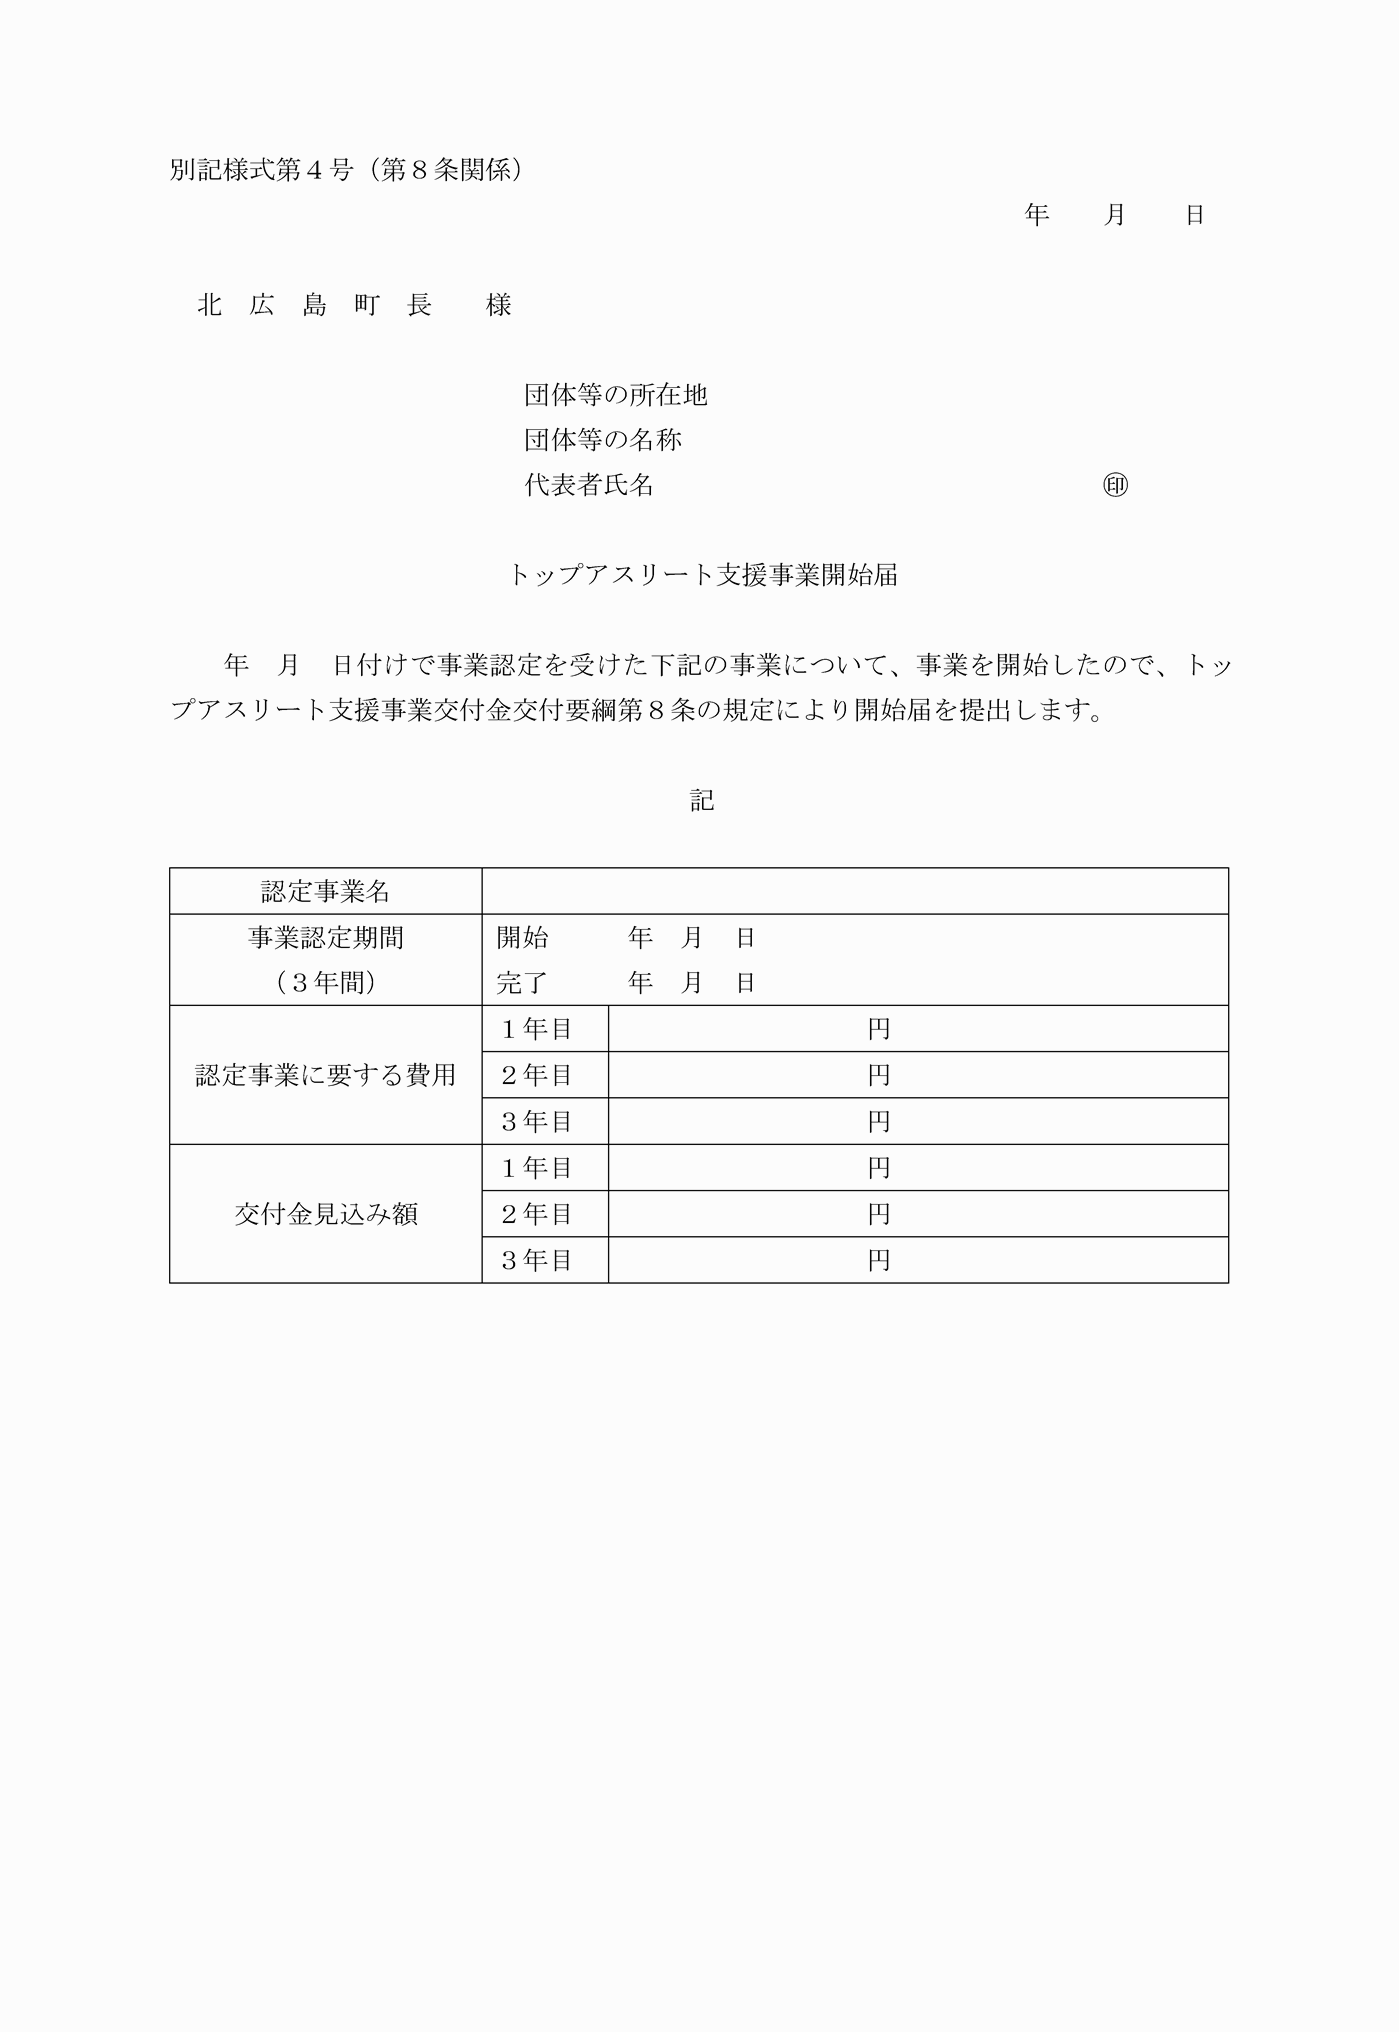 別記様式第４号（第８条関係）
年　　月　　日
北　広　島　町　長　　様
団体等の所在地
団体等の名称
代表者氏名　　　　　　　　　　　　　　　　　㊞
トップアスリート支援事業開始届
年　月　日付けで事業認定を受けた下記の事業について、事業を開始したので、トッ
プアスリート支援事業交付金交付要綱第８条の規定により開始届を提出します。
記
認定事業名
事業認定期間
（３年間）
開始　　　年　月　日
完了　　　年　月　日
認定事業に要する費用
１年目　円
２年目　円
３年目　円
交付金見込み額
１年目　円
２年目　円
３年目　円